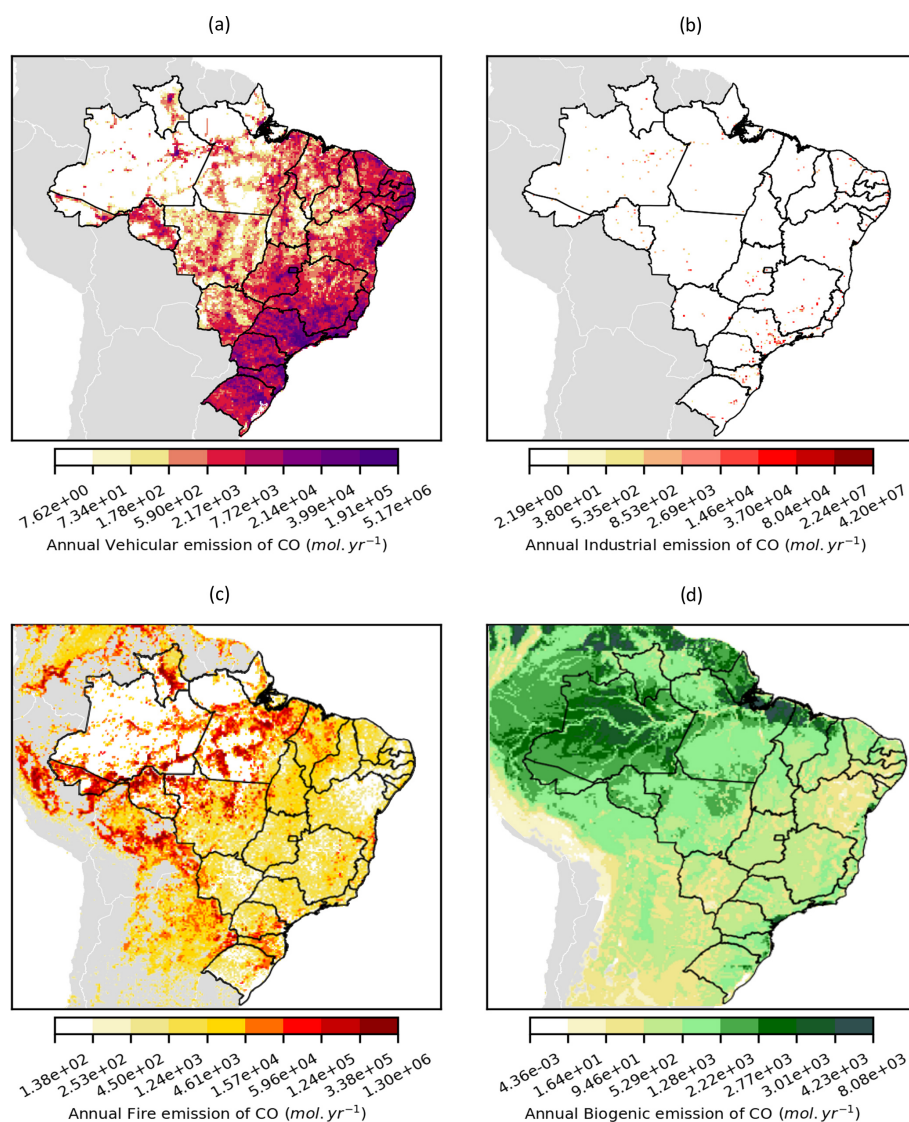 (a)
(b)
7.62e+00 7.34e+01 1.78e+02 5.90e+02 2.17e+03 7.72e+03 2.14e+04 3.99e+04 1.91e+05 5.17e+06
2.19e+00 3.80e+01 5.35e+02 8.53e+02 2.69e+03 1.46e+04 3.70e+04 8.04e+04 2.24e+07 4.20e+07
Annual Vehicular emission of CO (mol.yr⁻¹)
Annual Industrial emission of CO (mol.yr⁻¹)
(c)
(d)
1.38e+02 2.53e+02 4.50e+02 1.24e+03 4.61e+03 1.57e+04 5.96e+04 1.24e+05 3.38e+05 1.30e+06
4.36e-03 1.64e+01 9.46e+01 5.29e+02 1.28e+03 2.22e+03 2.77e+03 3.01e+03 4.23e+03 8.08e+03
Annual Fire emission of CO (mol.yr⁻¹)
Annual Biogenic emission of CO (mol.yr⁻¹)